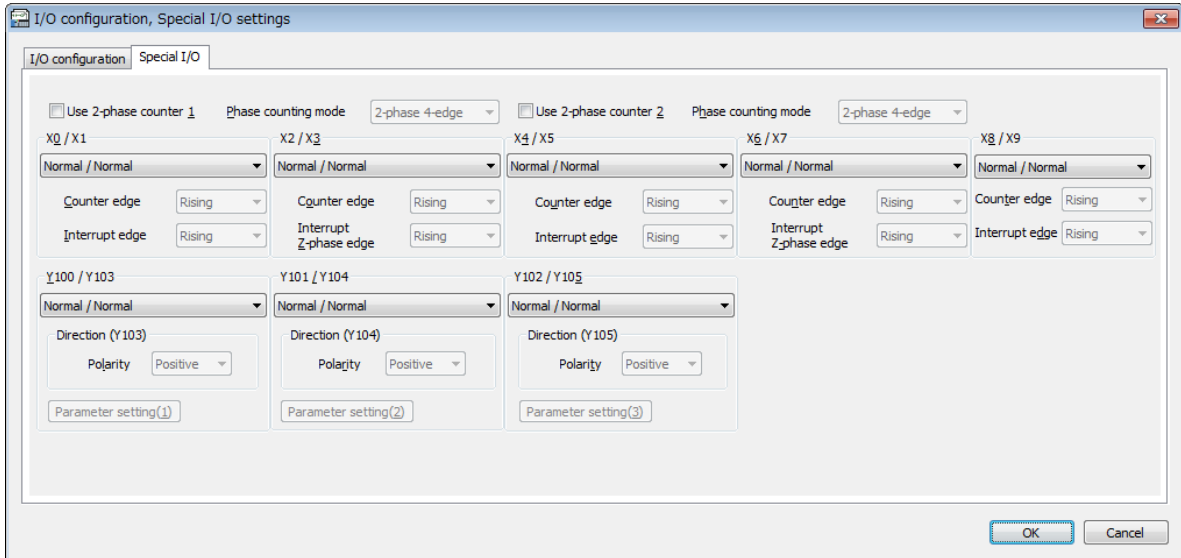 I/O configuration, Special I/O settings
I/O configuration Special I/O
Use 2-phase counter 1 Phase counting mode 2-phase 4-edge Use 2-phase counter 2 Phase counting mode 2-phase 4-edge
X0 / X1 X2 / X3 X4 / X5 X6 / X7 X8 / X9
Normal / Normal Normal / Normal Normal / Normal Normal / Normal Normal / Normal
Counter edge Rising Counter edge Rising Counter edge Rising Counter edge Rising Counter edge Rising
Interrupt edge Rising Interrupt Z-phase edge Rising Interrupt edge Rising Interrupt Z-phase edge Rising Interrupt edge Rising
Y100 / Y103 Y101 / Y104 Y102 / Y105
Normal / Normal Normal / Normal Normal / Normal
Direction (Y103) Direction (Y104) Direction (Y105)
Polarity Positive Polarity Positive Polarity Positive
Parameter setting(1) Parameter setting(2) Parameter setting(3)
OK Cancel